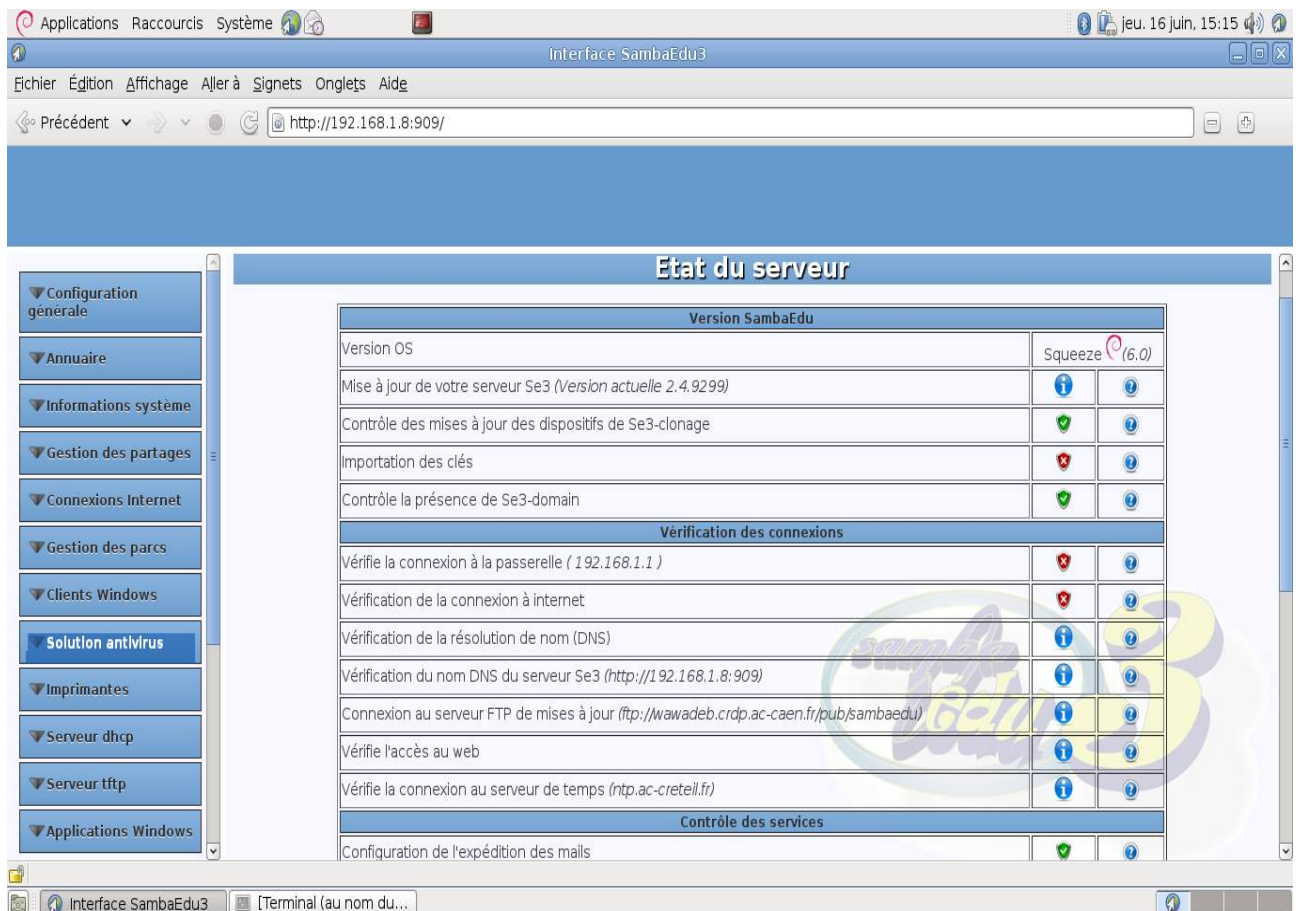 Applications Raccourcis Système jeu. 16 juin, 15:15
Interface SambaEdu3
Fichier Édition Affichage Aller à Signets Onglets Aide
Précédent http://192.168.1.8:909/
Etat du serveur
Configuration
générale
Annuaire
Informations système
Gestion des partages
Connexions Internet
Gestion des parcs
Clients Windows
Solution antivirus
Imprimantes
Serveur dhcp
Serveur tftp
Applications Windows
Version SambaEdu
Version OS Squeeze (6.0)
Mise à jour de votre serveur Se3 (Version actuelle 2.4.9299)
Contrôle des mises à jour des dispositifs de Se3-clonage
Importation des clés
Contrôle la présence de Se3-domain
Vérification des connexions
Vérifie la connexion à la passerelle ( 192.168.1.1 )
Vérification de la connexion à internet
Vérification de la résolution de nom (DNS)
Vérification du nom DNS du serveur Se3 (http://192.168.1.8:909)
Connexion au serveur FTP de mises à jour (ftp://wawadeb.crdp.ac-caen.fr/pub/sambaedu)
Vérifie l'accès au web
Vérifie la connexion au serveur de temps (ntp.ac-creteil.fr)
Contrôle des services
Configuration de l'expédition des mails
samba
edu 3
Interface SambaEdu3 [Terminal (au nom du...